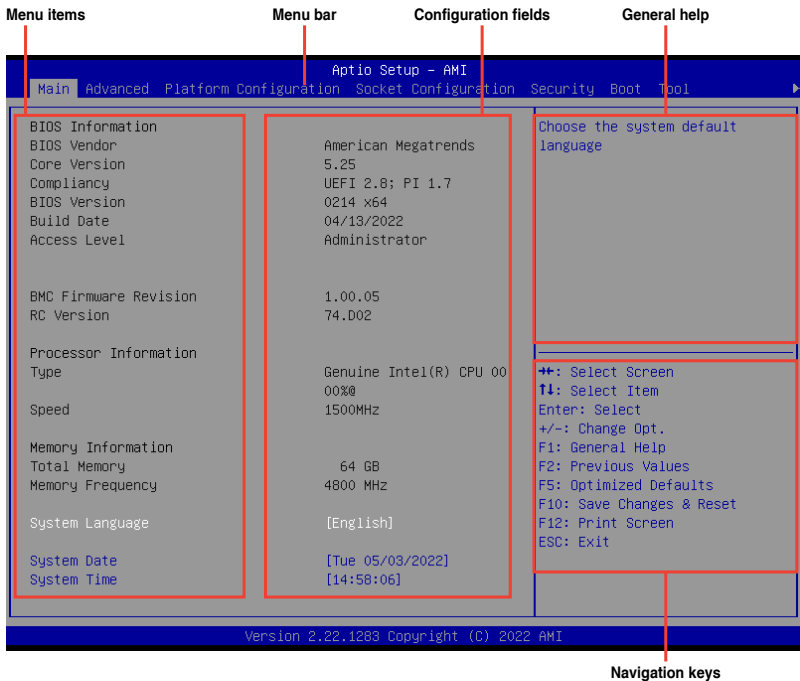 Menu items Menu bar Configuration fields General help
Aptio Setup – AMI
Main Advanced Platform Configuration Socket Configuration Security Boot Tool
BIOS Information
BIOS Vendor American Megatrends
Core Version 5.25
Compliancy UEFI 2.8; PI 1.7
BIOS Version 0214 x64
Build Date 04/13/2022
Access Level Administrator
BMC Firmware Revision 1.00.05
RC Version 74.D02
Processor Information
Type Genuine Intel(R) CPU 00
00%@
Speed 1500MHz
Memory Information
Total Memory 64 GB
Memory Frequency 4800 MHz
System Language [English]
System Date [Tue 05/03/2022]
System Time [14:58:06]
Choose the system default
language
→←: Select Screen
↑↓: Select Item
Enter: Select
+/-: Change Opt.
F1: General Help
F2: Previous Values
F5: Optimized Defaults
F10: Save Changes & Reset
F12: Print Screen
ESC: Exit
Version 2.22.1283 Copyright (C) 2022 AMI
Navigation keys